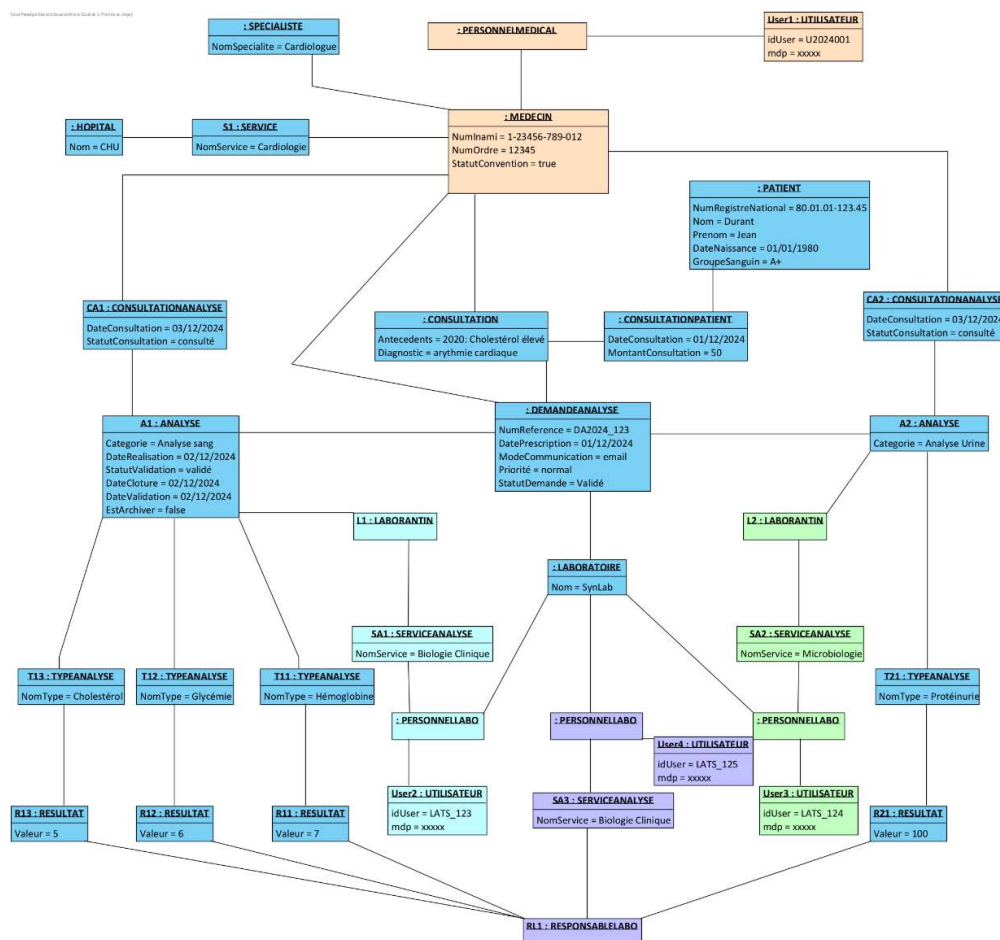 : SPECIALISTE
NomSpecialite = Cardiologue
: PERSONNELMEDICAL
User1 : UTILISATEUR
idUser = U2024001
mdp = xxxxx
: HOPITAL
Nom = CHU
S1 : SERVICE
NomService = Cardiologie
: MEDECIN
NumInami = 1-23456-789-012
NumOrdre = 12345
StatutConvention = true
: PATIENT
NumRegistreNational = 80.01.01-123.45
Nom = Durant
Prenom = Jean
DateNaissance = 01/01/1980
GroupeSanguin = A+
CA1 : CONSULTATIONANALYSE
DateConsultation = 03/12/2024
StatutConsultation = consulté
: CONSULTATION
Antecedents = 2020: Cholestérol élevé
Diagnostic = arythmie cardiaque
: CONSULTATIONPATIENT
DateConsultation = 01/12/2024
MontantConsultation = 50
CA2 : CONSULTATIONANALYSE
DateConsultation = 03/12/2024
StatutConsultation = consulté
A1 : ANALYSE
Categorie = Analyse sang
DateRealisation = 02/12/2024
StatutValidation = validé
DateCloture = 02/12/2024
DateValidation = 02/12/2024
EstArchiver = false
: DEMANDEANALYSE
NumReference = DA2024_123
DatePrescription = 01/12/2024
ModeCommunication = email
Priorité = normal
StatutDemande = Validé
A2 : ANALYSE
Categorie = Analyse Urine
L1 : LABORANTIN
L2 : LABORANTIN
: LABORATOIRE
Nom = SynLab
SA1 : SERVICEANALYSE
NomService = Biologie Clinique
SA2 : SERVICEANALYSE
NomService = Microbiologie
T13 : TYPEANALYSE
NomType = Cholestérol
T12 : TYPEANALYSE
NomType = Glycémie
T11 : TYPEANALYSE
NomType = Hémoglobine
T21 : TYPEANALYSE
NomType = Protéinurie
: PERSONNELLABO
: PERSONNELLABO
: PERSONNELLABO
User4 : UTILISATEUR
idUser = LATS_125
mdp = xxxxx
User2 : UTILISATEUR
idUser = LATS_123
mdp = xxxxx
SA3 : SERVICEANALYSE
NomService = Biologie Clinique
User3 : UTILISATEUR
idUser = LATS_124
mdp = xxxxx
R13 : RESULTAT
Valeur = 5
R12 : RESULTAT
Valeur = 6
R11 : RESULTAT
Valeur = 7
R21 : RESULTAT
Valeur = 100
RL1 : RESPONSABLELABO